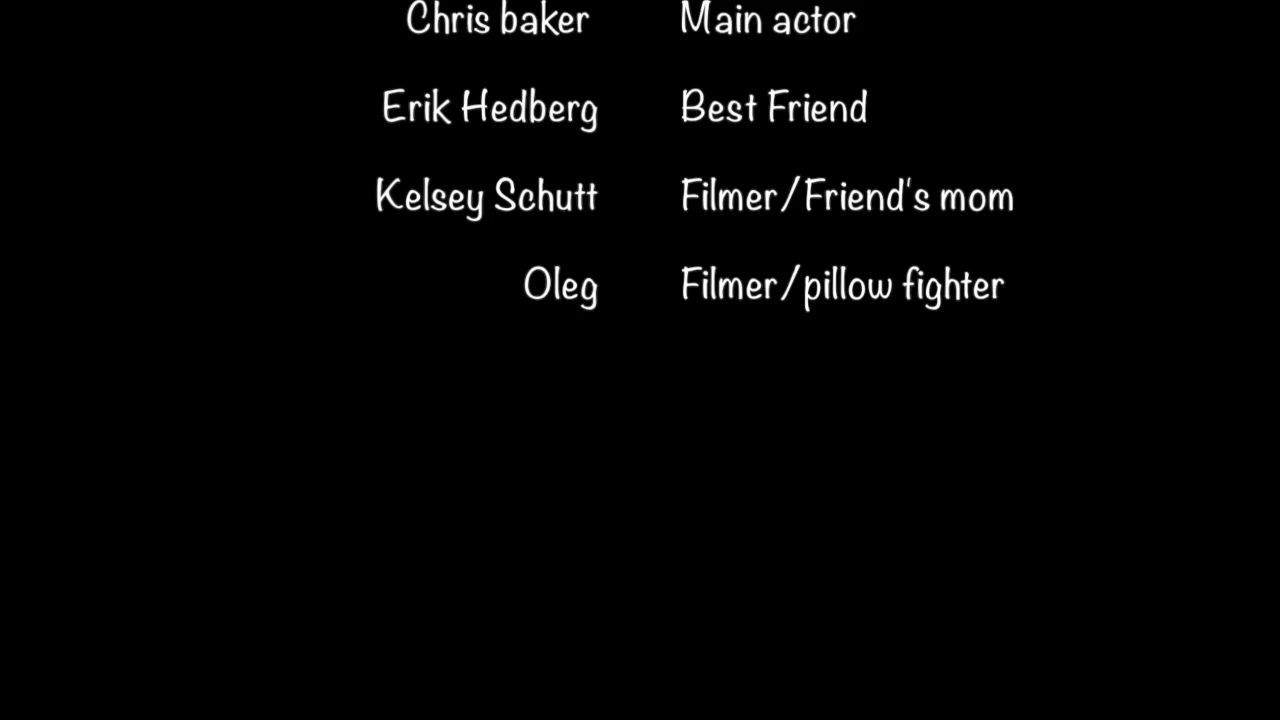 Chris baker Main actor
Erik Hedberg Best Friend
Kelsey Schutt Filmer/Friend's mom
Oleg Filmer/pillow fighter